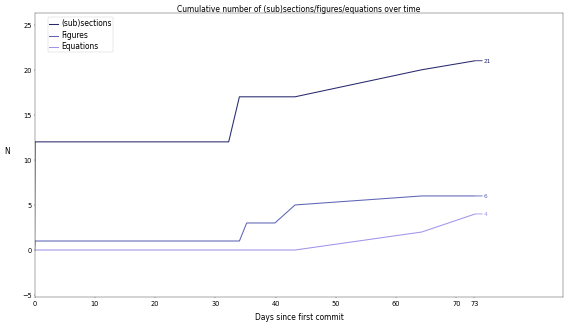 Cumulative number of (sub)sections/figures/equations over time
(sub)sections
Figures
Equations
25
20
15
10
5
0
−5
N
21
6
4
0 10 20 30 40 50 60 70 73
Days since first commit